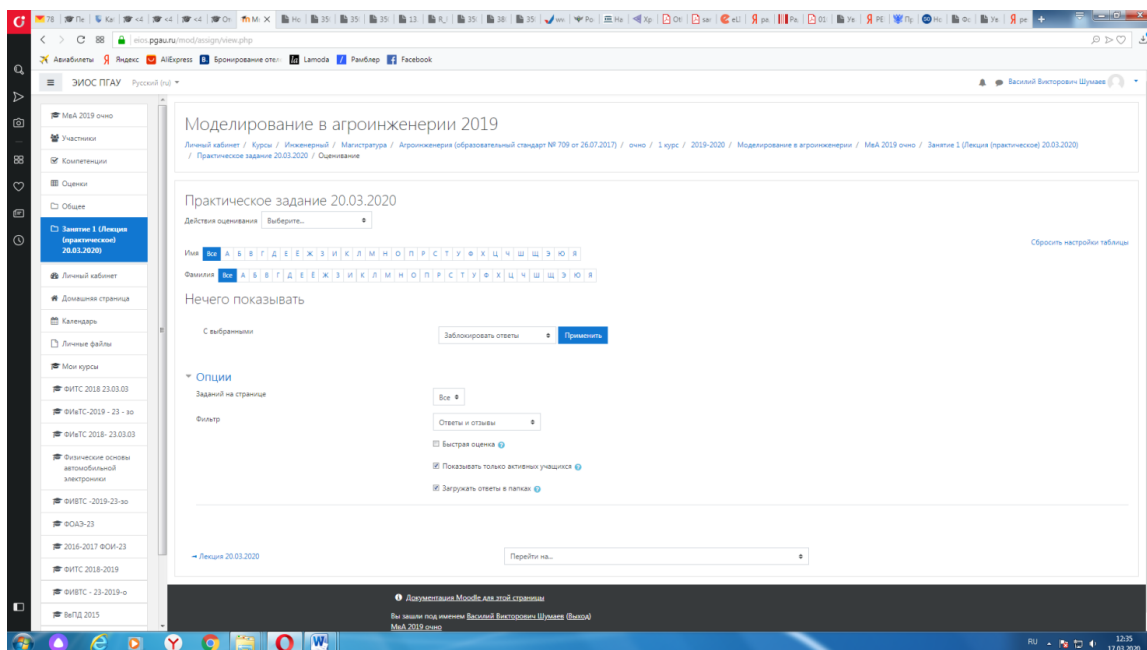 eios.pgau.ru/mod/assign/view.php
Авиабилеты Яндекс AliExpress Бронирование отел Lamoda Рамблер Facebook
ЭИОС ПГАУ Русский (ru)
Василий Викторович Шумаев
МвА 2019 очно
Участники
Компетенции
Оценки
Общее
Занятие 1 (Лекция
(практическое)
20.03.2020)
Личный кабинет
Домашняя страница
Календарь
Личные файлы
Мои курсы
ФИТС 2018 23.03.03
ФИвТС-2019 - 23 - зо
ФИвТС 2018- 23.03.03
Физические основы
автомобильной
электроники
ФИВТС -2019-23-зо
ФОАЭ-23
2016-2017 ФОИ-23
ФИТС 2018-2019
ФИВТС - 23-2019-о
ВвПД 2015
Моделирование в агроинженерии 2019
Личный кабинет / Курсы / Инженерный / Магистратура / Агроинженерия (образовательный стандарт № 709 от 26.07.2017) / очно / 1 курс / 2019-2020 / Моделирование в агроинженерии / МвА 2019 очно / Занятие 1 (Лекция (практическое) 20.03.2020)
/ Практическое задание 20.03.2020 / Оценивание
Практическое задание 20.03.2020
Действия оценивания Выберите...
Сбросить настройки таблицы
Имя Все А Б В Г Д Е Ё Ж З И К Л М Н О П Р С Т У Ф Х Ц Ч Ш Щ Э Ю Я
Фамилия Все А Б В Г Д Е Ё Ж З И К Л М Н О П Р С Т У Ф Х Ц Ч Ш Щ Э Ю Я
Нечего показывать
С выбранными Заблокировать ответы Применить
Опции
Заданий на странице Все
Фильтр Ответы и отзывы
Быстрая оценка
Показывать только активных учащихся
Загружать ответы в папках
Лекция 20.03.2020 Перейти на...
Документация Moodle для этой страницы
Вы зашли под именем Василий Викторович Шумаев (Выход)
МвА 2019 очно
RU 12:35
17.03.2020